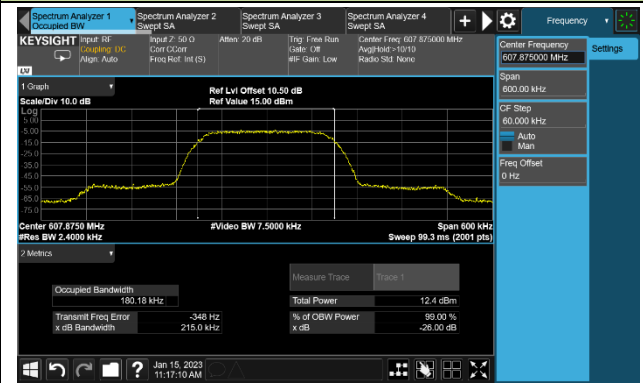 Spectrum Analyzer 1
Occupied BW
Spectrum Analyzer 2
Swept SA
Spectrum Analyzer 3
Swept SA
Spectrum Analyzer 4
Swept SA
Frequency
KEYSIGHT
Input: RF
Coupling: DC
Align: Auto
Input Z: 50 Ω
Corr CCorr
Freq Ref: Int (S)
Atten: 20 dB
Trig: Free Run
Gate: Off
#IF Gain: Low
Center Freq: 607.875000 MHz
Avg|Hold:>10/10
Radio Std: None
LXI
Center Frequency
607.875000 MHz
Settings
Span
600.00 kHz
CF Step
60.000 kHz
Auto
Man
Freq Offset
0 Hz
1 Graph
Scale/Div 10.0 dB
Ref Lvl Offset 10.50 dB
Ref Value 15.00 dBm
Log
5.00
-5.00
-15.0
-25.0
-35.0
-45.0
-55.0
-65.0
-75.0
Center 607.8750 MHz
#Res BW 2.4000 kHz
#Video BW 7.5000 kHz
Span 600 kHz
Sweep 99.3 ms (2001 pts)
2 Metrics
Measure Trace
Trace 1
Occupied Bandwidth
180.18 kHz
Total Power
12.4 dBm
Transmit Freq Error
-348 Hz
% of OBW Power
99.00 %
x dB Bandwidth
215.0 kHz
x dB
-26.00 dB
?
Jan 15, 2023
11:17:10 AM